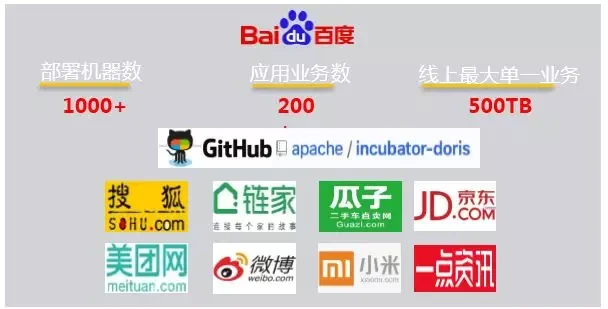 Baidu百度
部署机器数
应用业务数
线上最大单一业务
1000+
200
500TB
GitHub apache / incubator-doris
搜狐
SOHU.com
链家
连接每个家的故事
瓜子
二手车直卖网
Guazi.com
JD京东
.COM
美团网
meituan.com
微博
weibo.com
小米
xiaomi.com
一点资讯